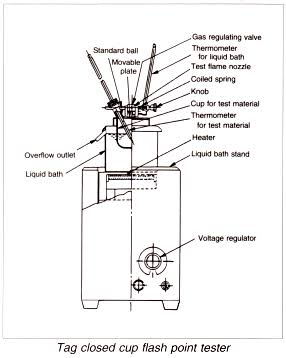 Gas regulating valve
Thermometer
for liquid bath
Standard ball
Movable
plate
Test flame nozzle
Coiled spring
Knob
Cup for test material
Thermometer
for test material
Heater
Overflow outlet
Liquid bath stand
Liquid bath
Voltage regulator
Tag closed cup flash point tester